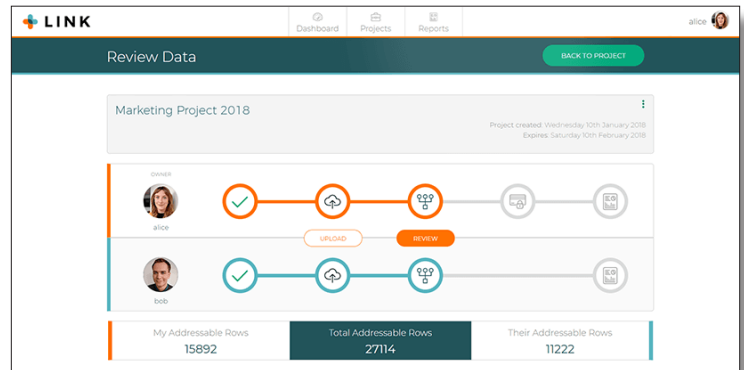 LINK
Dashboard Projects Reports
alice
Review Data
BACK TO PROJECT
Marketing Project 2018
Project created: Wednesday 10th January 2018
Expires: Saturday 10th February 2018
OWNER
alice
UPLOAD REVIEW
bob
My Addressable Rows Total Addressable Rows Their Addressable Rows
15892 27114 11222